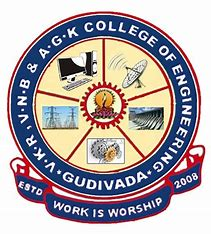 V.K.R, V.N.B & A.G.K COLLEGE OF ENGINEERING
GUDIVADA
ESTD 2008
WORK IS WORSHIP